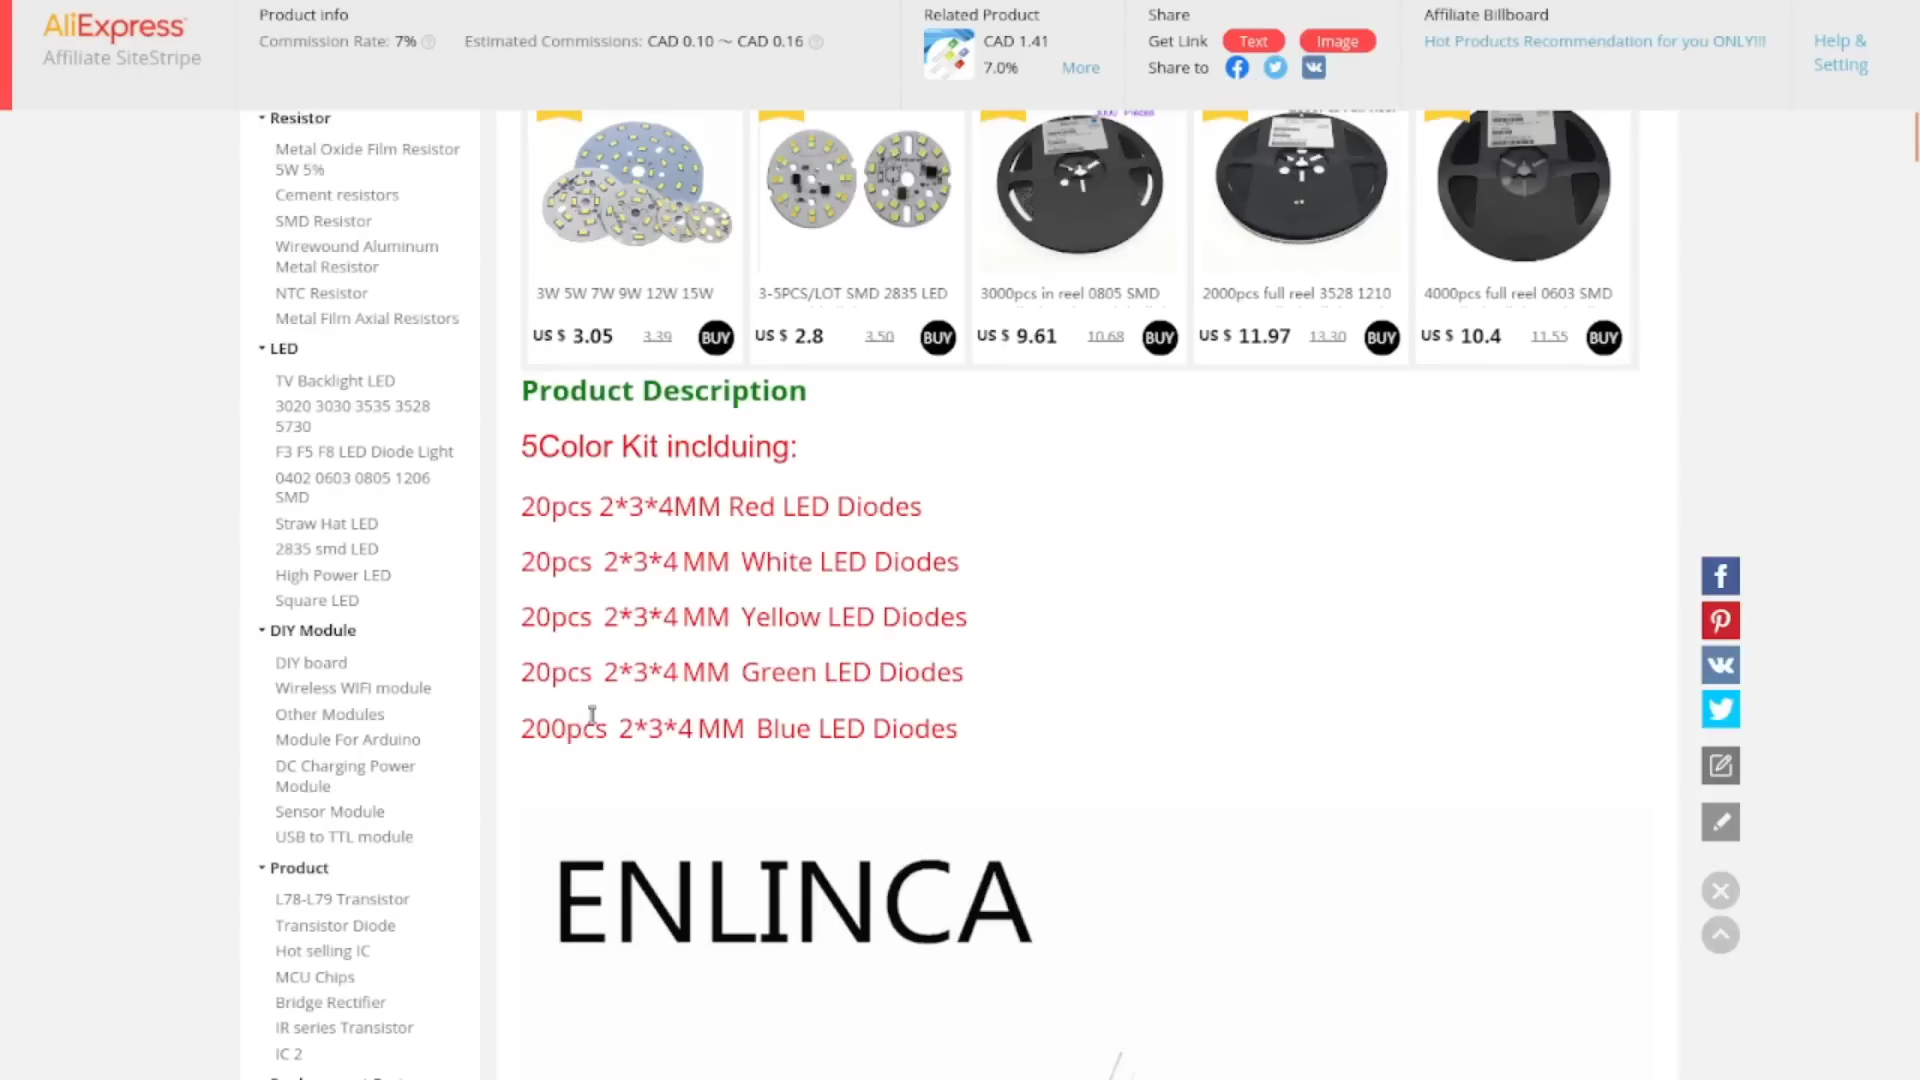 AliExpress
Affiliate SiteStripe
Product info
Commission Rate: 7%
Estimated Commissions: CAD 0.10 ~ CAD 0.16
Related Product
CAD 1.41
7.0%
More
Share
Get Link Text Image
Share to
Affiliate Billboard
Hot Products Recommendation for you ONLY!!!
Help &
Setting
Resistor
Metal Oxide Film Resistor
5W 5%
Cement resistors
SMD Resistor
Wirewound Aluminum
Metal Resistor
NTC Resistor
Metal Film Axial Resistors
LED
TV Backlight LED
3020 3030 3535 3528
5730
F3 F5 F8 LED Diode Light
0402 0603 0805 1206
SMD
Straw Hat LED
2835 smd LED
High Power LED
Square LED
DIY Module
DIY board
Wireless WIFI module
Other Modules
Module For Arduino
DC Charging Power
Module
Sensor Module
USB to TTL module
Product
L78-L79 Transistor
Transistor Diode
Hot selling IC
MCU Chips
Bridge Rectifier
IR series Transistor
IC 2
3W 5W 7W 9W 12W 15W
US $ 3.05 3.39 BUY
3-5PCS/LOT SMD 2835 LED
US $ 2.8 3.50 BUY
3000pcs in reel 0805 SMD
US $ 9.61 10.68 BUY
2000pcs full reel 3528 1210
US $ 11.97 13.30 BUY
4000pcs full reel 0603 SMD
US $ 10.4 11.55 BUY
Product Description
5Color Kit inclduing:
20pcs 2*3*4MM Red LED Diodes
20pcs 2*3*4 MM White LED Diodes
20pcs 2*3*4 MM Yellow LED Diodes
20pcs 2*3*4 MM Green LED Diodes
200pcs 2*3*4 MM Blue LED Diodes
ENLINCA